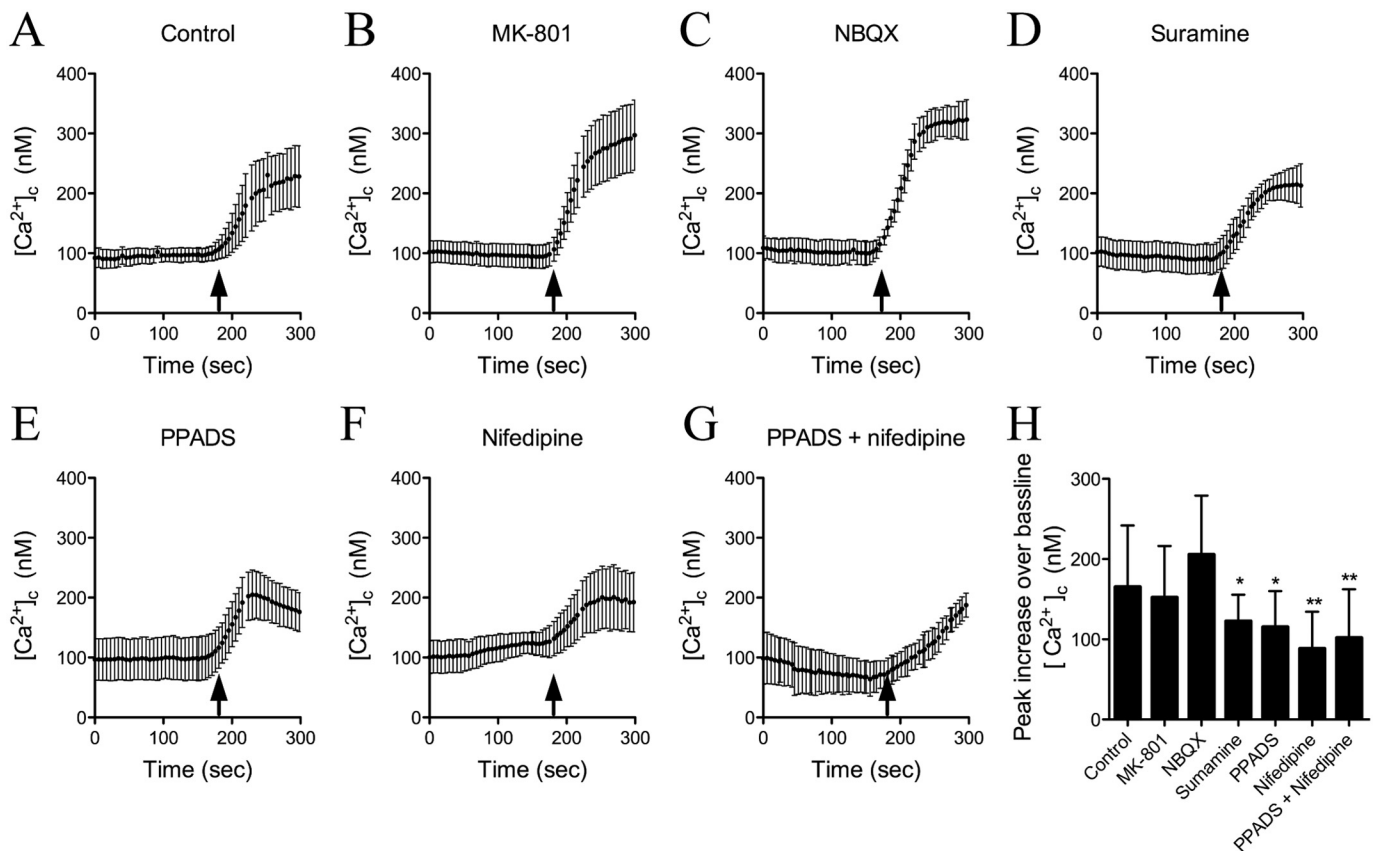 A
Control
B
MK-801
C
NBQX
D
Suramine
400
300
200
100
0
[Ca²⁺]c (nM)
0 100 200 300
Time (sec)
400
300
200
100
0
[Ca²⁺]c (nM)
0 100 200 300
Time (sec)
400
300
200
100
0
[Ca²⁺]c (nM)
0 100 200 300
Time (sec)
400
300
200
100
0
[Ca²⁺]c (nM)
0 100 200 300
Time (sec)
E
PPADS
F
Nifedipine
G
PPADS + nifedipine
H
400
300
200
100
0
[Ca²⁺]c (nM)
0 100 200 300
Time (sec)
400
300
200
100
0
[Ca²⁺]c (nM)
0 100 200 300
Time (sec)
400
300
200
100
0
[Ca²⁺]c (nM)
0 100 200 300
Time (sec)
Peak increase over bassline
[ Ca²⁺ ]c (nM)
300
200
100
0
* * ** **
Control
MK-801
NBQX
Sumamine
PPADS
Nifedipine
PPADS + Nifedipine